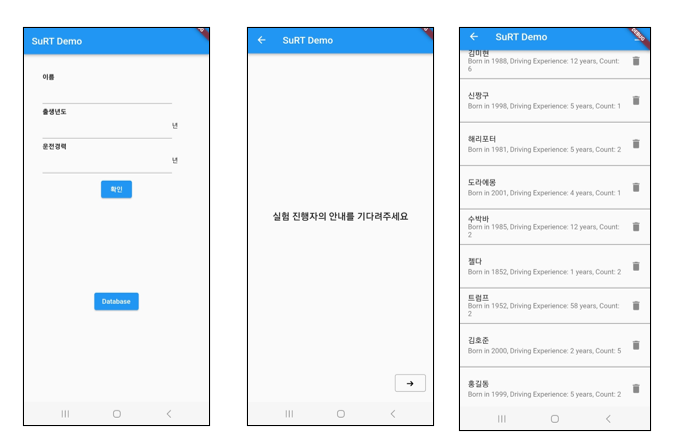 SuRT Demo
이름
출생년도
년
운전경력
년
확인
Database
SuRT Demo
실험 진행자의 안내를 기다려주세요
SuRT Demo
DEBUG
김미현
Born in 1988, Driving Experience: 12 years, Count:
6
신짱구
Born in 1998, Driving Experience: 5 years, Count: 1
해리포터
Born in 1981, Driving Experience: 5 years, Count: 2
도라에몽
Born in 2001, Driving Experience: 4 years, Count: 1
수박바
Born in 1985, Driving Experience: 12 years, Count:
2
젤다
Born in 1852, Driving Experience: 1 years, Count: 2
트럼프
Born in 1952, Driving Experience: 58 years, Count:
2
김호준
Born in 2000, Driving Experience: 2 years, Count: 5
홍길동
Born in 1999, Driving Experience: 5 years, Count: 2